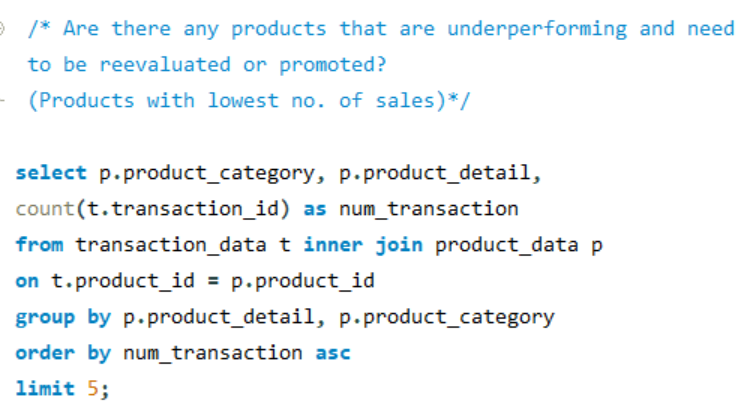 /* Are there any products that are underperforming and need
to be reevaluated or promoted?
(Products with lowest no. of sales)*/
select p.product_category, p.product_detail,
count(t.transaction_id) as num_transaction
from transaction_data t inner join product_data p
on t.product_id = p.product_id
group by p.product_detail, p.product_category
order by num_transaction asc
limit 5;